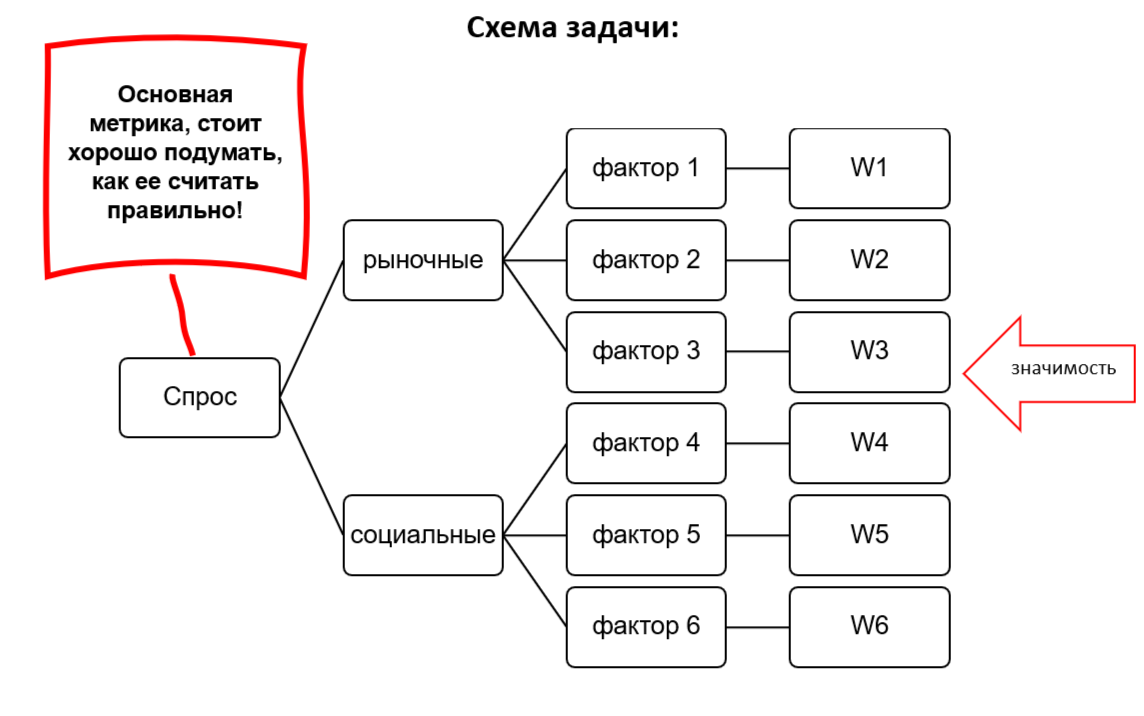 Схема задачи:
Основная
метрика, стоит
хорошо подумать,
как ее считать
правильно!
Спрос
рыночные
социальные
фактор 1
W1
фактор 2
W2
фактор 3
W3
фактор 4
W4
фактор 5
W5
фактор 6
W6
значимость